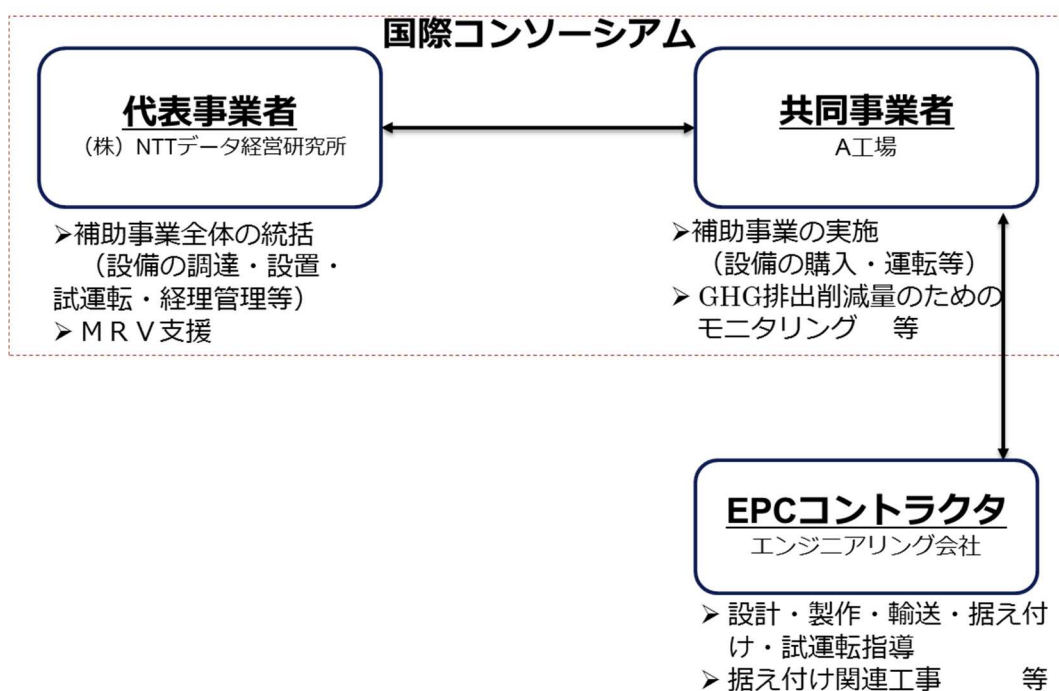 国際コンソーシアム
代表事業者
（株）NTTデータ経営研究所
➢補助事業全体の統括
（設備の調達・設置・
試運転・経理管理等）
➢ＭＲＶ支援
共同事業者
A工場
➢補助事業の実施
（設備の購入・運転等）
➢GHG排出削減量のための
モニタリング　等
EPCコントラクタ
エンジニアリング会社
➢ 設計・製作・輸送・据え付
け・試運転指導
➢ 据え付け関連工事　　等